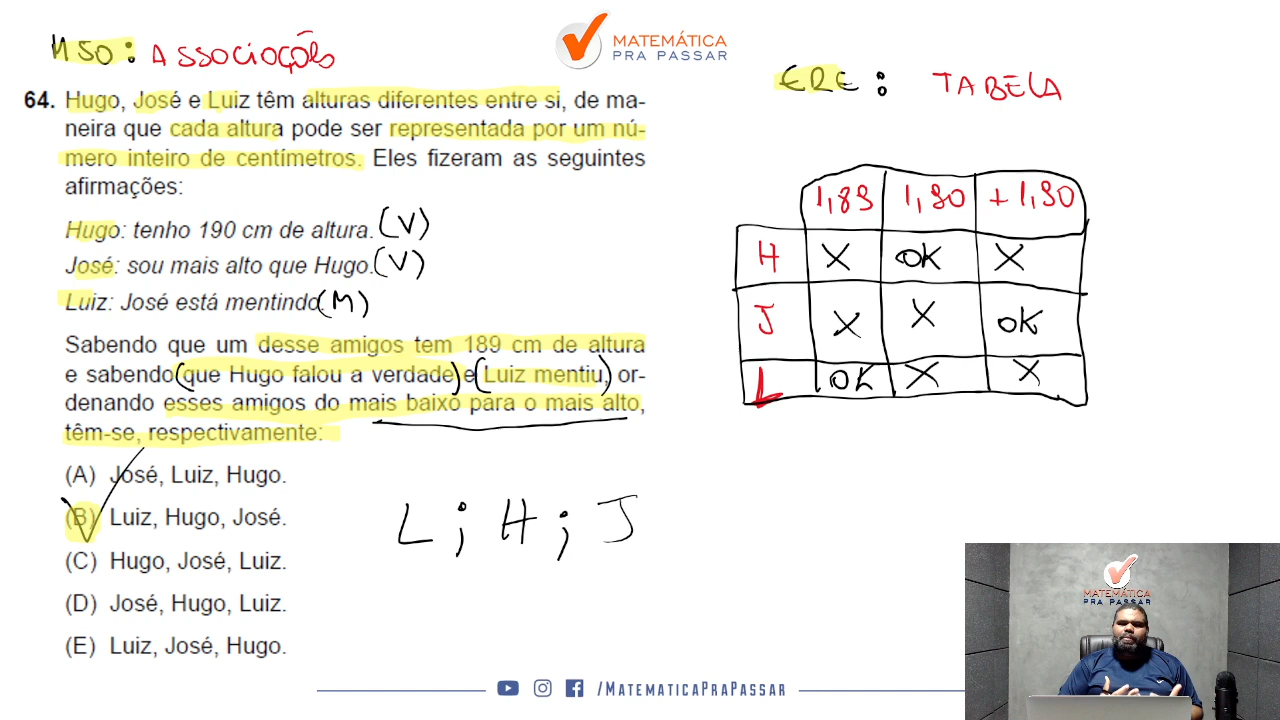 MSO: ASSOCIAÇÕES
MATEMÁTICA
PRA PASSAR
ERE: TABELA
64. Hugo, José e Luiz têm alturas diferentes entre si, de ma-
neira que cada altura pode ser representada por um nú-
mero inteiro de centímetros. Eles fizeram as seguintes
afirmações:
Hugo: tenho 190 cm de altura. (V)
José: sou mais alto que Hugo. (V)
Luiz: José está mentindo. (M)
Sabendo que um desse amigos tem 189 cm de altura
e sabendo que Hugo falou a verdade e Luiz mentiu, or-
denando esses amigos do mais baixo para o mais alto,
têm-se, respectivamente:
(A) José, Luiz, Hugo.
(B) Luiz, Hugo, José.
(C) Hugo, José, Luiz.
(D) José, Hugo, Luiz.
(E) Luiz, José, Hugo.
L ; H ; J
1,89 1,90 +1,90
H X OK X
J X X OK
L OK X X
MATEMÁTICA
PRA PASSAR
/MATEMATICAPRAPASSAR